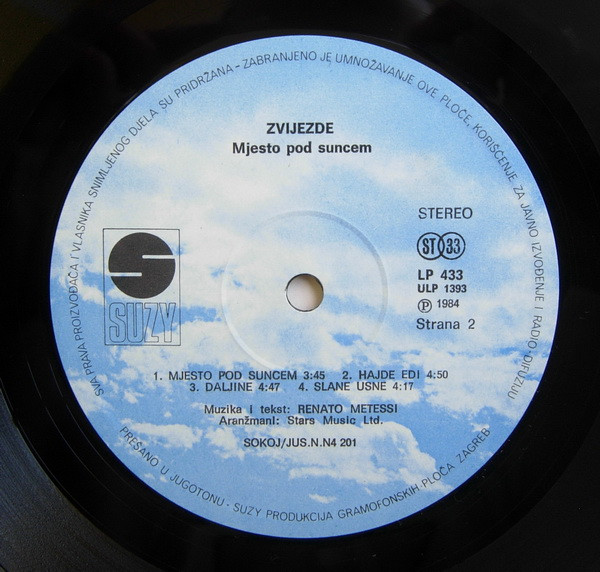 SVA PRAVA PROIZVOĐAČA I VLASNIKA SNIMLJENOG DJELA SU PRIDRŽANA – ZABRANJENO JE UMNOŽAVANJE OVE PLOČE, KORIŠĆENJE ZA JAVNO IZVOĐENJE I RADIO-DIFUZIJU
ZVIJEZDE
Mjesto pod suncem
STEREO
ST 33
LP 433
ULP 1393
Ⓟ 1984
Strana 2
S
SUZY
1. MJESTO POD SUNCEM 3:45 2. HAJDE EDI 4:50
3. DALJINE 4:47 4. SLANE USNE 4:17
Muzika i tekst: RENATO METESSI
Aranžmani: Stars Music Ltd.
SOKOJ/JUS.N.N4 201
PREŠANO U JUGOTONU - SUZY PRODUKCIJA GRAMOFONSKIH PLOČA ZAGREB